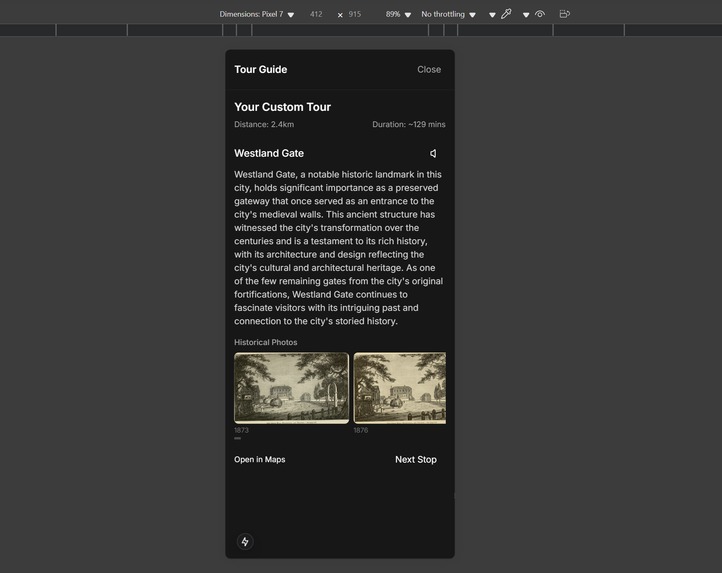 Dimensions: Pixel 7 412 × 915 89% No throttling
Tour Guide Close
Your Custom Tour
Distance: 2.4km Duration: ~129 mins
Westland Gate
Westland Gate, a notable historic landmark in this
city, holds significant importance as a preserved
gateway that once served as an entrance to the
city's medieval walls. This ancient structure has
witnessed the city's transformation over the
centuries and is a testament to its rich history,
with its architecture and design reflecting the
city's cultural and architectural heritage. As one
of the few remaining gates from the city's original
fortifications, Westland Gate continues to
fascinate visitors with its intriguing past and
connection to the city's storied history.
Historical Photos
1873 1876
Open in Maps Next Stop